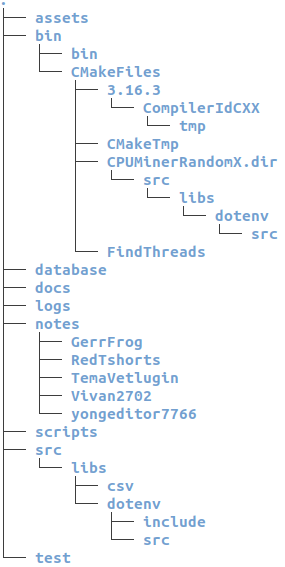 .
assets
bin
bin
CMakeFiles
3.16.3
CompilerIdCXX
tmp
CMakeTmp
CPUMinerRandomX.dir
src
libs
dotenv
src
FindThreads
database
docs
logs
notes
GerrFrog
RedTshorts
TemaVetlugin
Vivan2702
yongeditor7766
scripts
src
libs
csv
dotenv
include
src
test